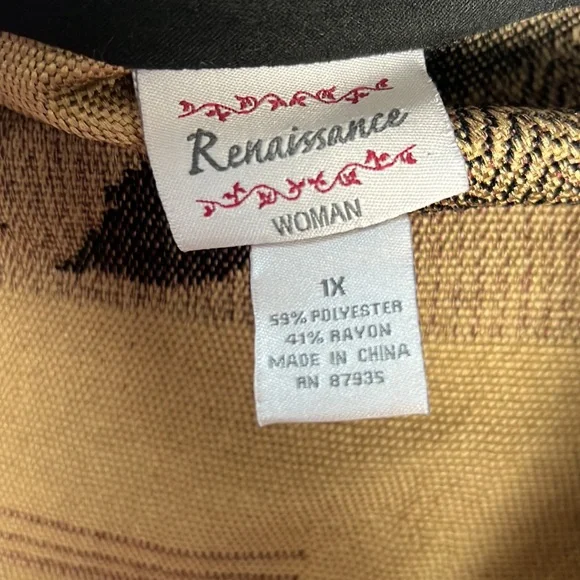 Renaissance
WOMAN
1X
59% POLYESTER
41% RAYON
MADE IN CHINA
RN 87935